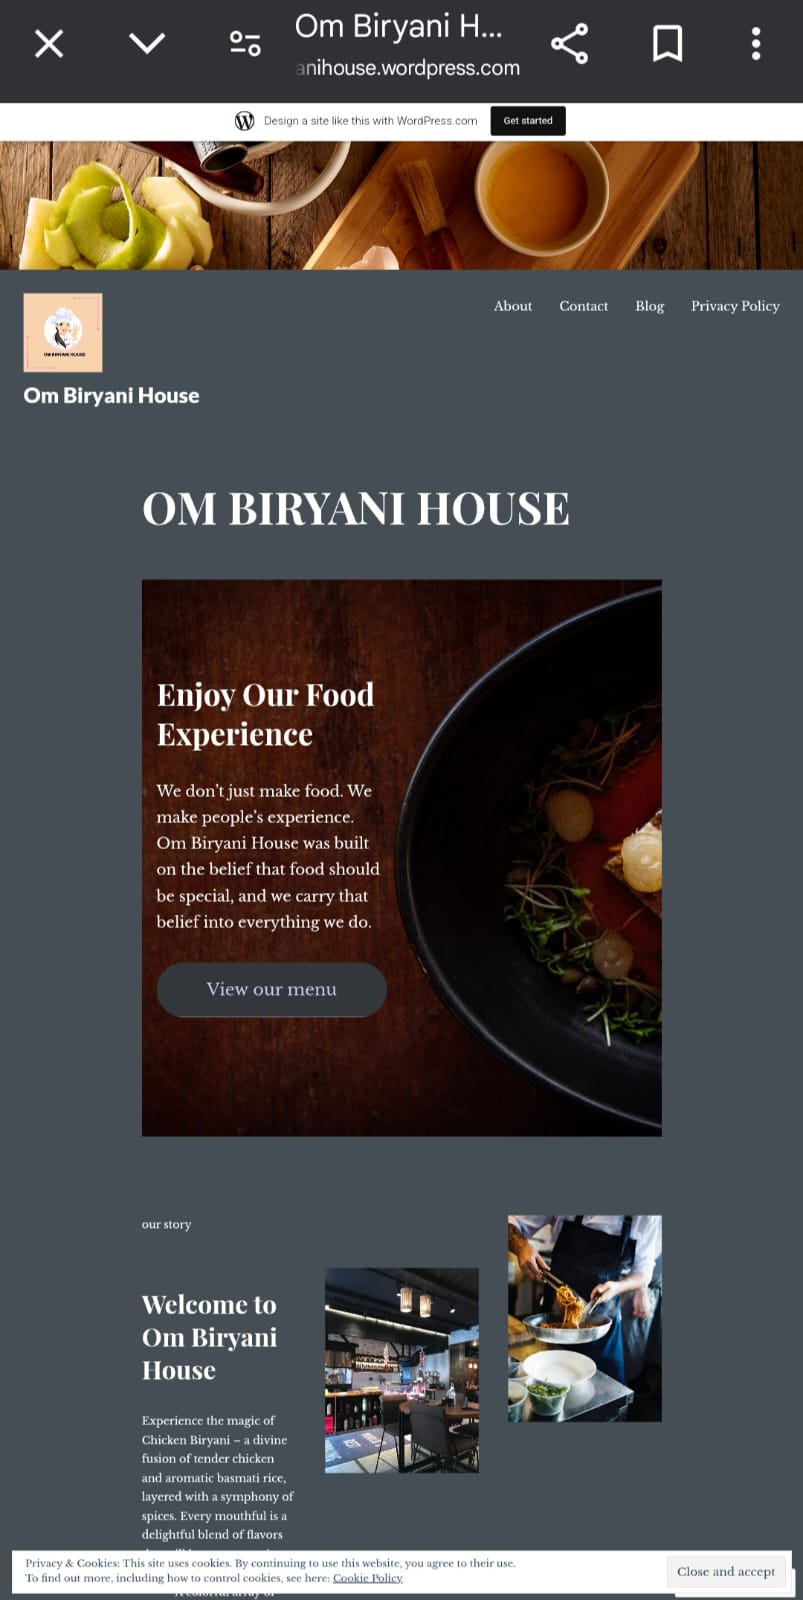 Om Biryani H...
anihouse.wordpress.com
Design a site like this with WordPress.com
Get started
About
Contact
Blog
Privacy Policy
OM BIRYANI HOUSE
Om Biryani House
OM BIRYANI HOUSE
Enjoy Our Food
Experience
We don’t just make food. We
make people’s experience.
Om Biryani House was built
on the belief that food should
be special, and we carry that
belief into everything we do.
View our menu
our story
Welcome to
Om Biryani
House
Experience the magic of
Chicken Biryani – a divine
fusion of tender chicken
and aromatic basmati rice,
layered with a symphony of
spices. Every mouthful is a
delightful blend of flavors
Privacy & Cookies: This site uses cookies. By continuing to use this website, you agree to their use.
To find out more, including how to control cookies, see here: Cookie Policy
Close and accept